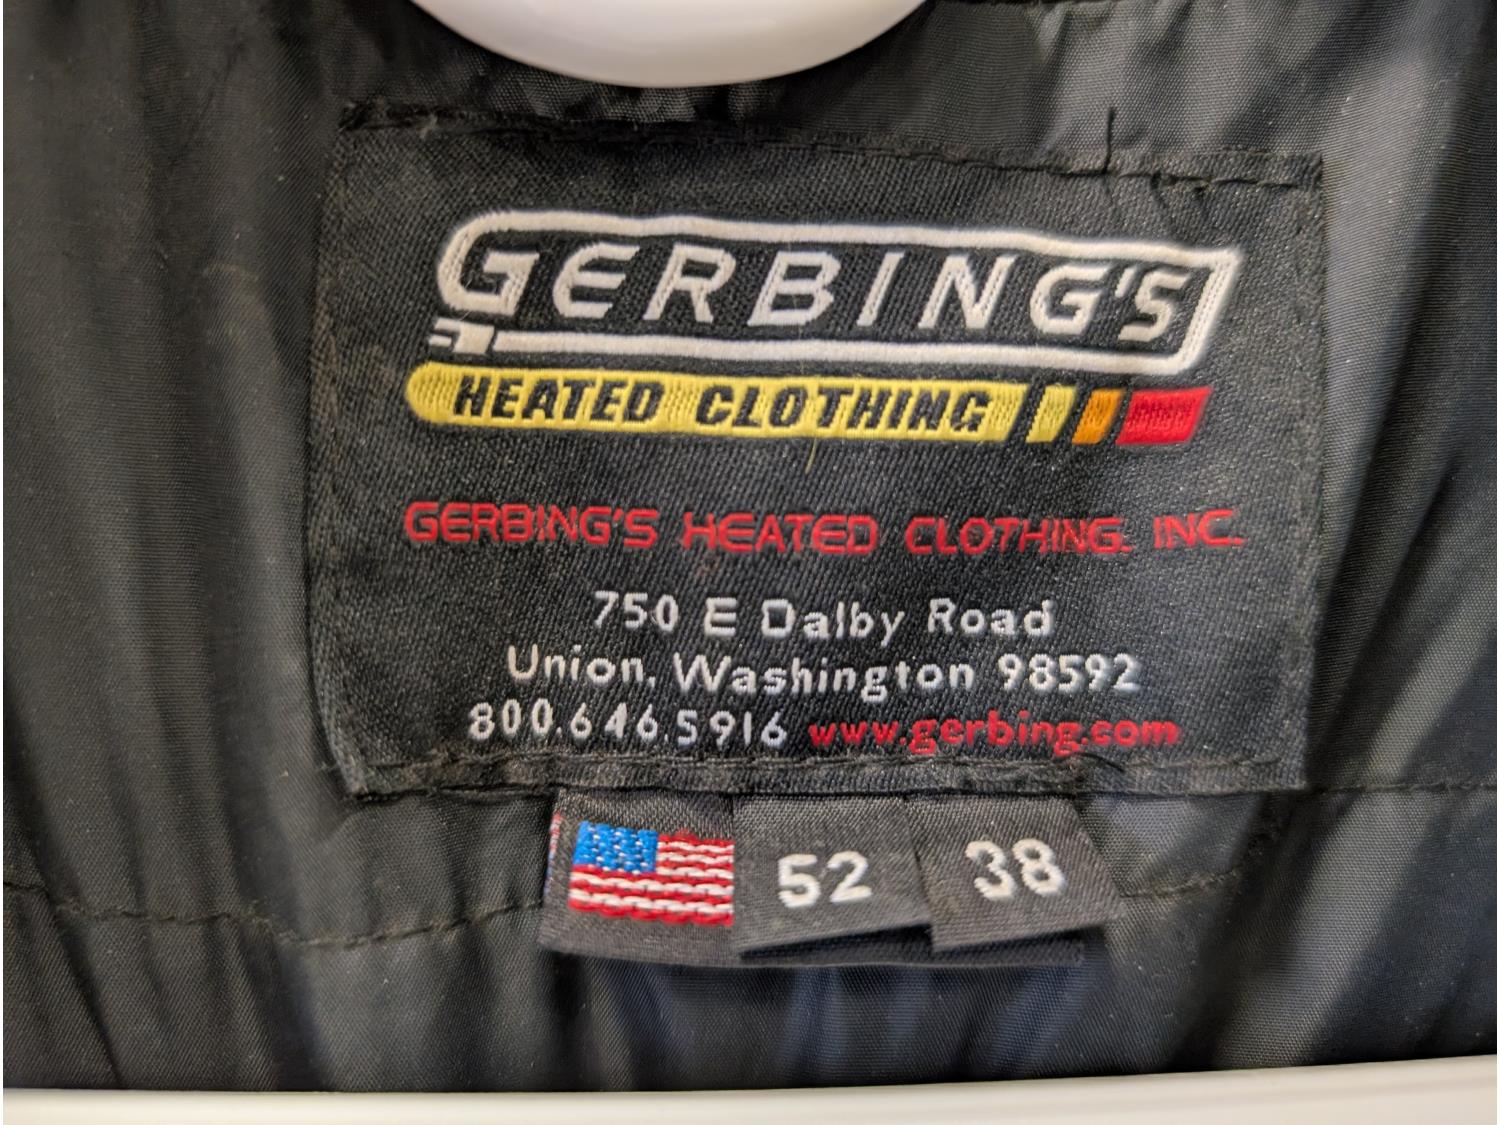 GERBING'S
HEATED CLOTHING
GERBING'S HEATED CLOTHING, INC.
750 E Dalby Road
Union, Washington 98592
800.646.5916 www.gerbing.com
52 38